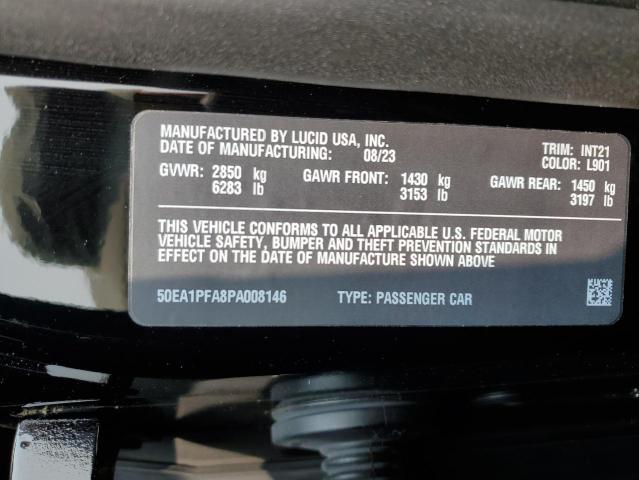 MANUFACTURED BY LUCID USA, INC.
DATE OF MANUFACTURING: 08/23
TRIM: INT21
COLOR: L901
GVWR: 2850 kg GAWR FRONT: 1430 kg GAWR REAR: 1450 kg
6283 lb 3153 lb 3197 lb
THIS VEHICLE CONFORMS TO ALL APPLICABLE U.S. FEDERAL MOTOR
VEHICLE SAFETY, BUMPER AND THEFT PREVENTION STANDARDS IN
EFFECT ON THE DATE OF MANUFACTURE SHOWN ABOVE
50EA1PFA8PA008146 TYPE: PASSENGER CAR